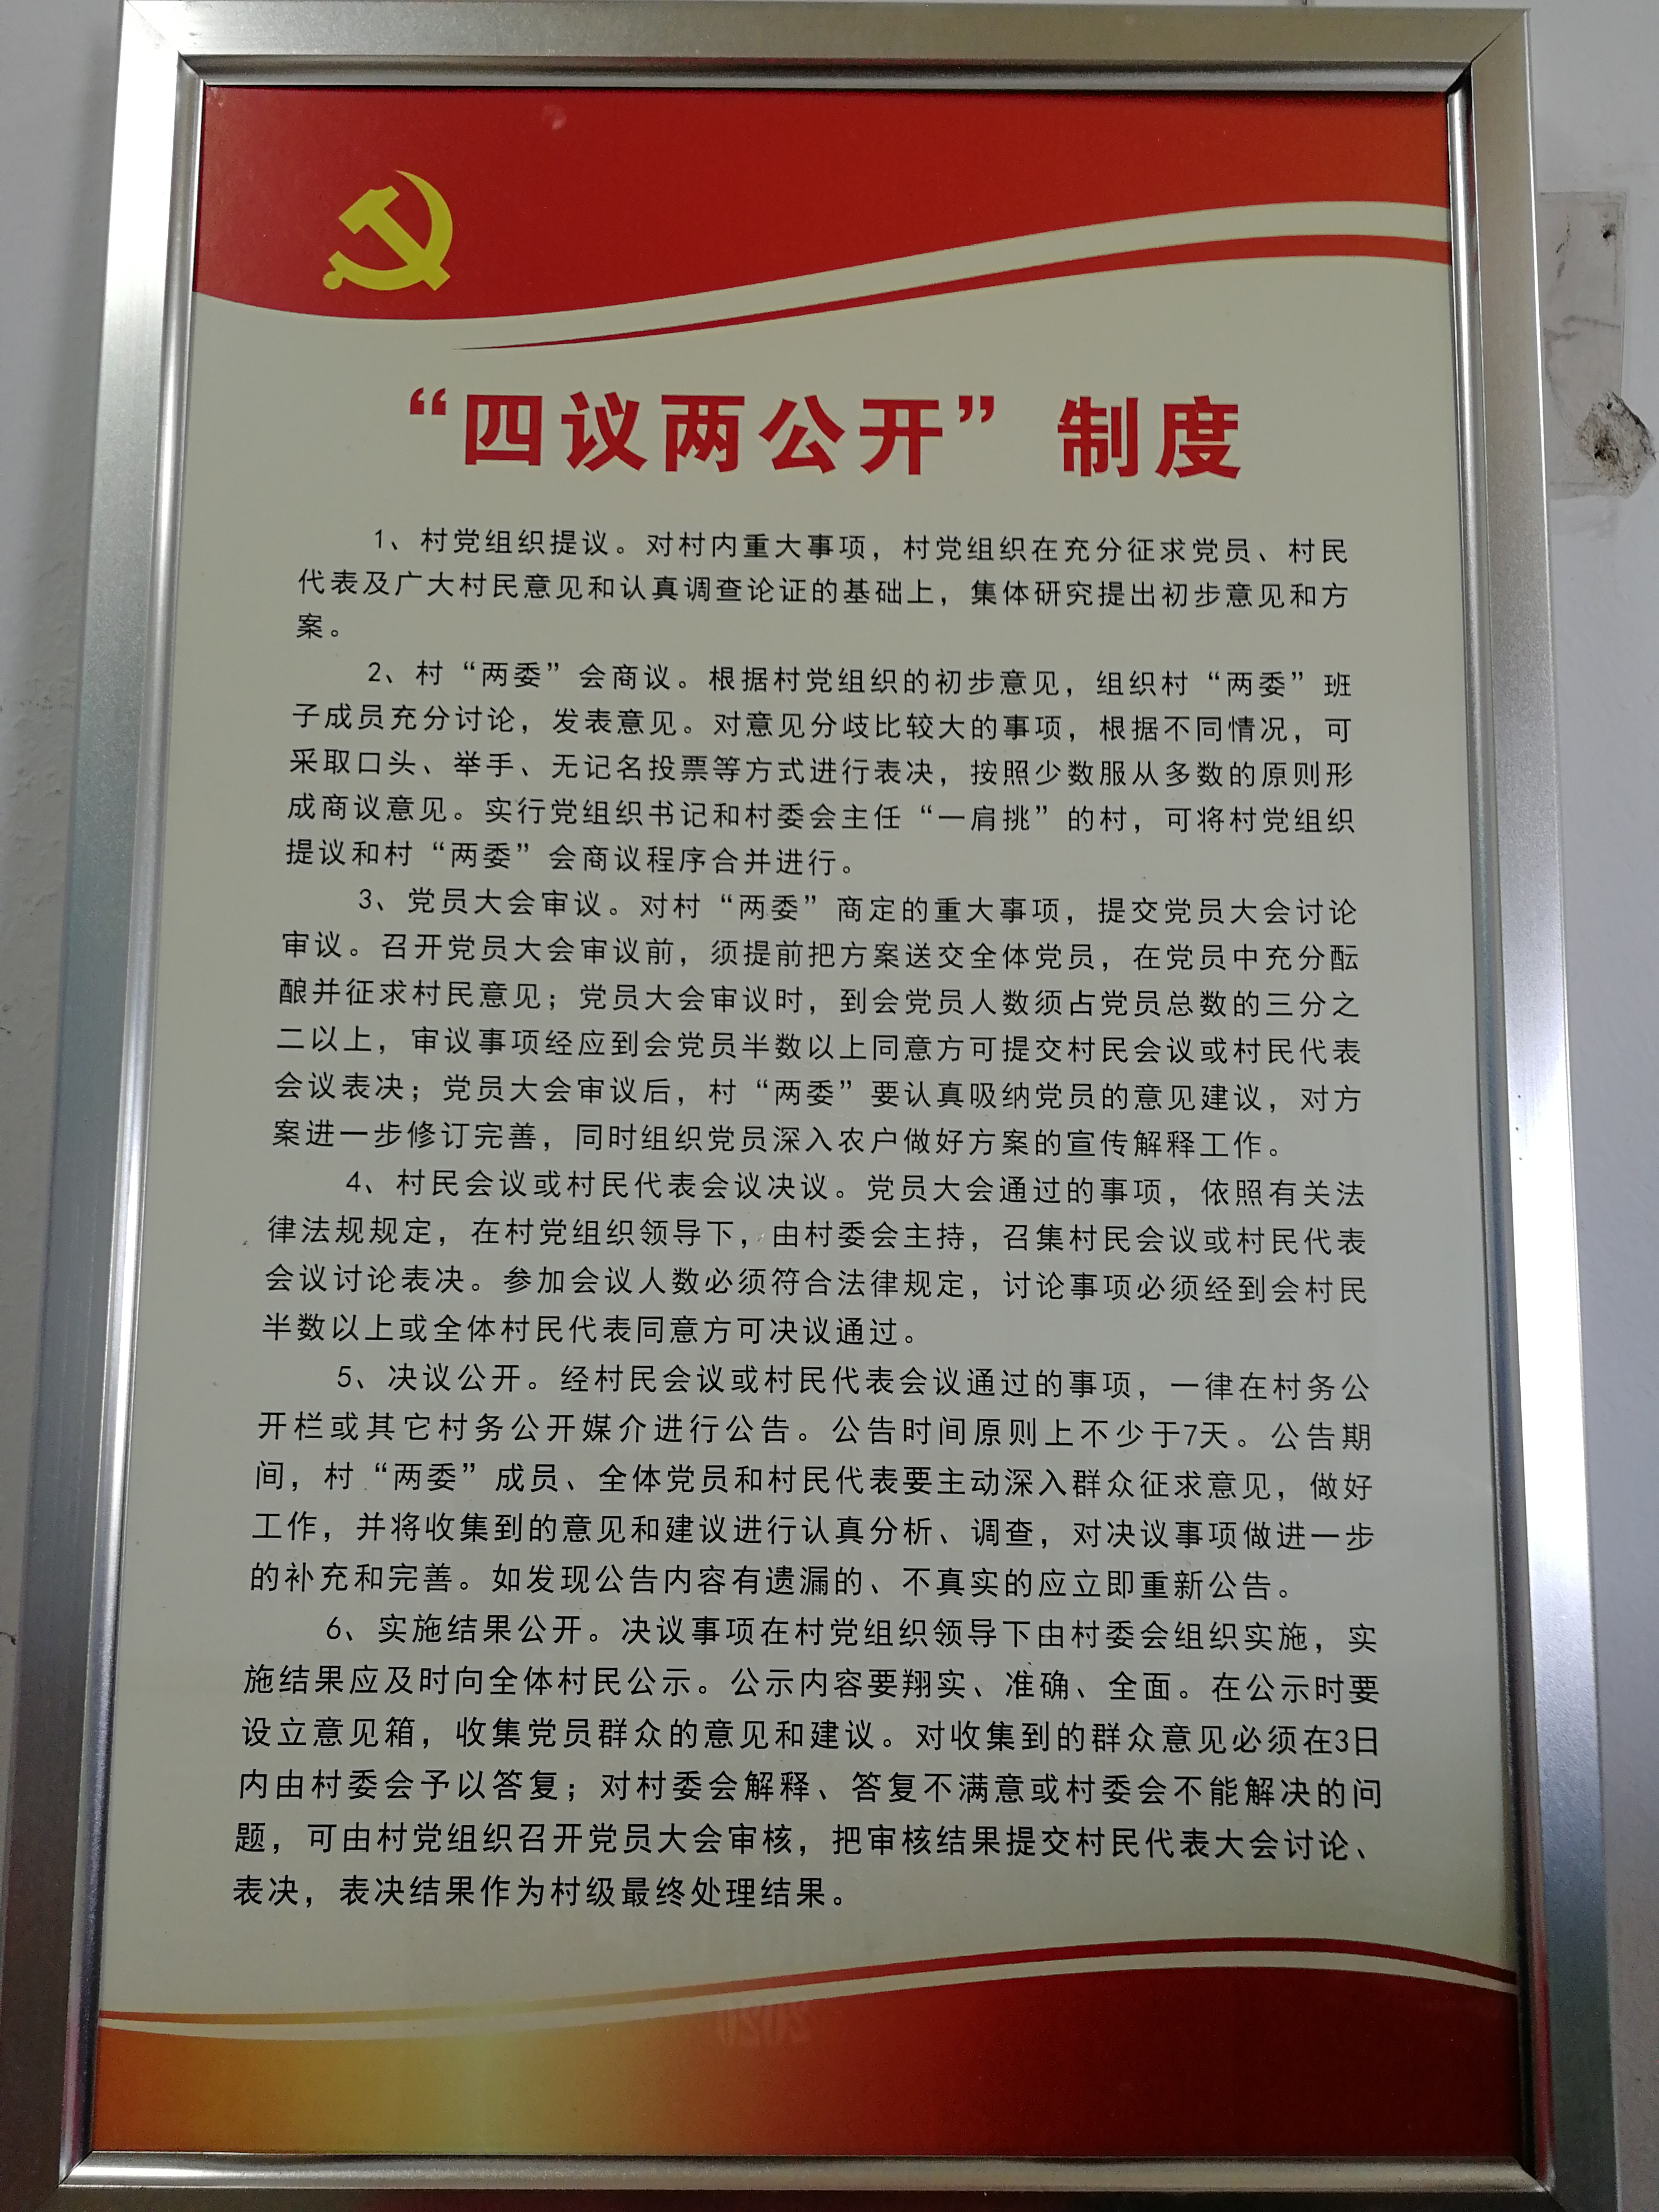 “四议两公开”制度
1、村党组织提议。对村内重大事项，村党组织在充分征求党员、村民
代表及广大村民意见和认真调查论证的基础上，集体研究提出初步意见和方
案。
2、村“两委”会商议。根据村党组织的初步意见，组织村“两委”班
子成员充分讨论，发表意见。对意见分歧比较大的事项，根据不同情况，可
采取口头、举手、无记名投票等方式进行表决，按照少数服从多数的原则形
成商议意见。实行党组织书记和村委会主任“一肩挑”的村，可将村党组织
提议和村“两委”会商议程序合并进行。
3、党员大会审议。对村“两委”商定的重大事项，提交党员大会讨论
审议。召开党员大会审议前，须提前把方案送交全体党员，在党员中充分酝
酿并征求村民意见；党员大会审议时，到会党员人数须占党员总数的三分之
二以上，审议事项经应到会党员半数以上同意方可提交村民会议或村民代表
会议表决；党员大会审议后，村“两委”要认真吸纳党员的意见建议，对方
案进一步修订完善，同时组织党员深入农户做好方案的宣传解释工作。
4、村民会议或村民代表会议决议。党员大会通过的事项，依照有关法
律法规规定，在村党组织领导下，由村委会主持，召集村民会议或村民代表
会议讨论表决。参加会议人数必须符合法律规定，讨论事项必须经到会村民
半数以上或全体村民代表同意方可决议通过。
5、决议公开。经村民会议或村民代表会议通过的事项，一律在村务公
开栏或其它村务公开媒介进行公告。公告时间原则上不少于7天。公告期
间，村“两委”成员、全体党员和村民代表要主动深入群众征求意见，做好
工作，并将收集到的意见和建议进行认真分析、调查，对决议事项做进一步
的补充和完善。如发现公告内容有遗漏的、不真实的应立即重新公告。
6、实施结果公开。决议事项在村党组织领导下由村委会组织实施，实
施结果应及时向全体村民公示。公示内容要翔实、准确、全面。在公示时要
设立意见箱，收集党员群众的意见和建议。对收集到的群众意见必须在3日
内由村委会予以答复；对村委会解释、答复不满意或村委会不能解决的问
题，可由村党组织召开党员大会审核，把审核结果提交村民代表大会讨论、
表决，表决结果作为村级最终处理结果。